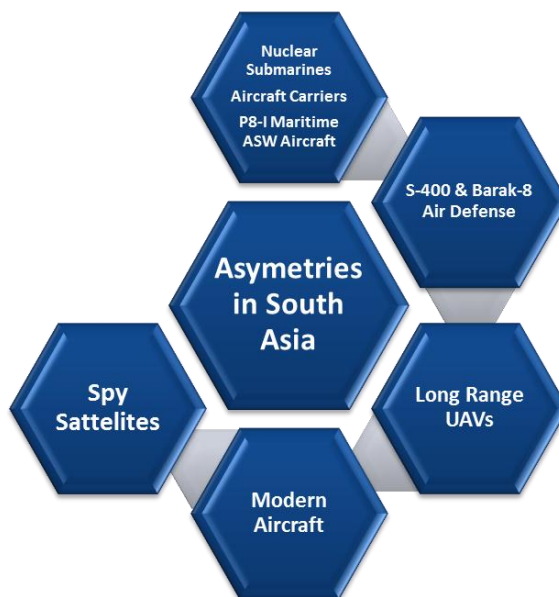 Nuclear
Submarines
Aircraft Carriers
P8-I Maritime
ASW Aircraft
S-400 & Barak-8
Air Defense
Asymetries
in South
Asia
Long Range
UAVs
Spy
Sattelites
Modern
Aircraft